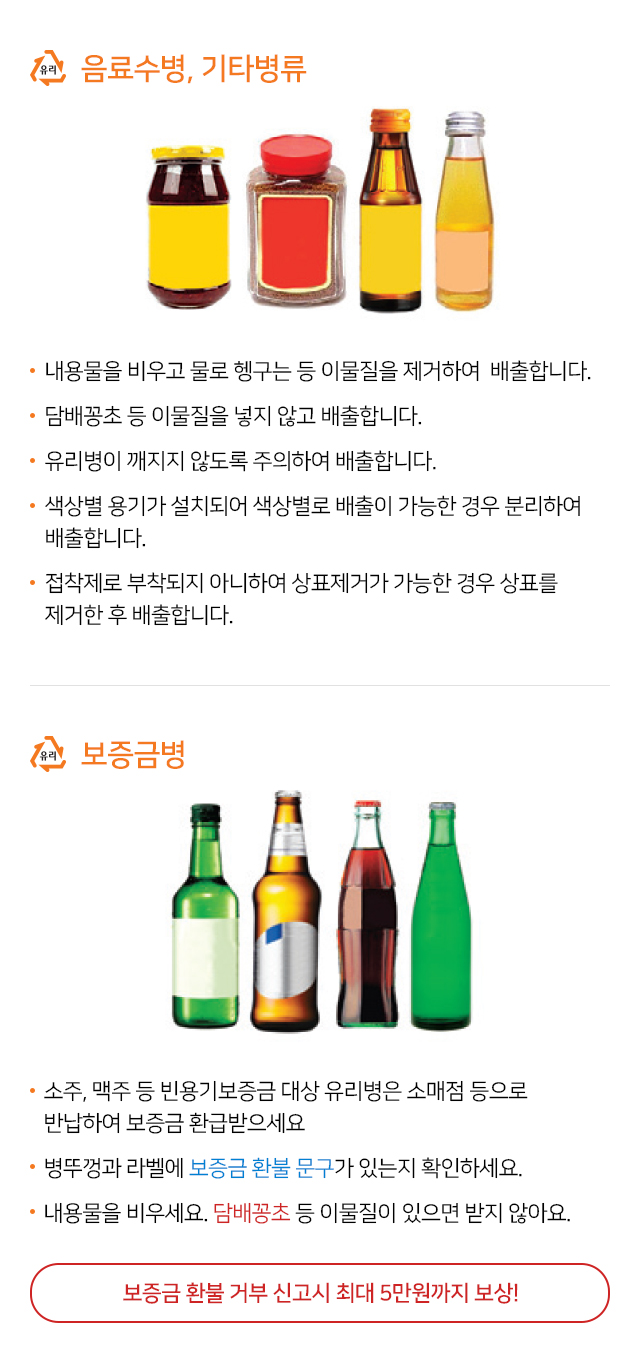 유리
음료수병, 기타병류
내용물을 비우고 물로 헹구는 등 이물질을 제거하여 배출합니다.
담배꽁초 등 이물질을 넣지 않고 배출합니다.
유리병이 깨지지 않도록 주의하여 배출합니다.
색상별 용기가 설치되어 색상별로 배출이 가능한 경우 분리하여
배출합니다.
접착제로 부착되지 아니하여 상표제거가 가능한 경우 상표를
제거한 후 배출합니다.
유리
보증금병
소주, 맥주 등 빈용기보증금 대상 유리병은 소매점 등으로
반납하여 보증금 환급받으세요
병뚜껑과 라벨에 보증금 환불 문구가 있는지 확인하세요.
내용물을 비우세요. 담배꽁초 등 이물질이 있으면 받지 않아요.
보증금 환불 거부 신고시 최대 5만원까지 보상!